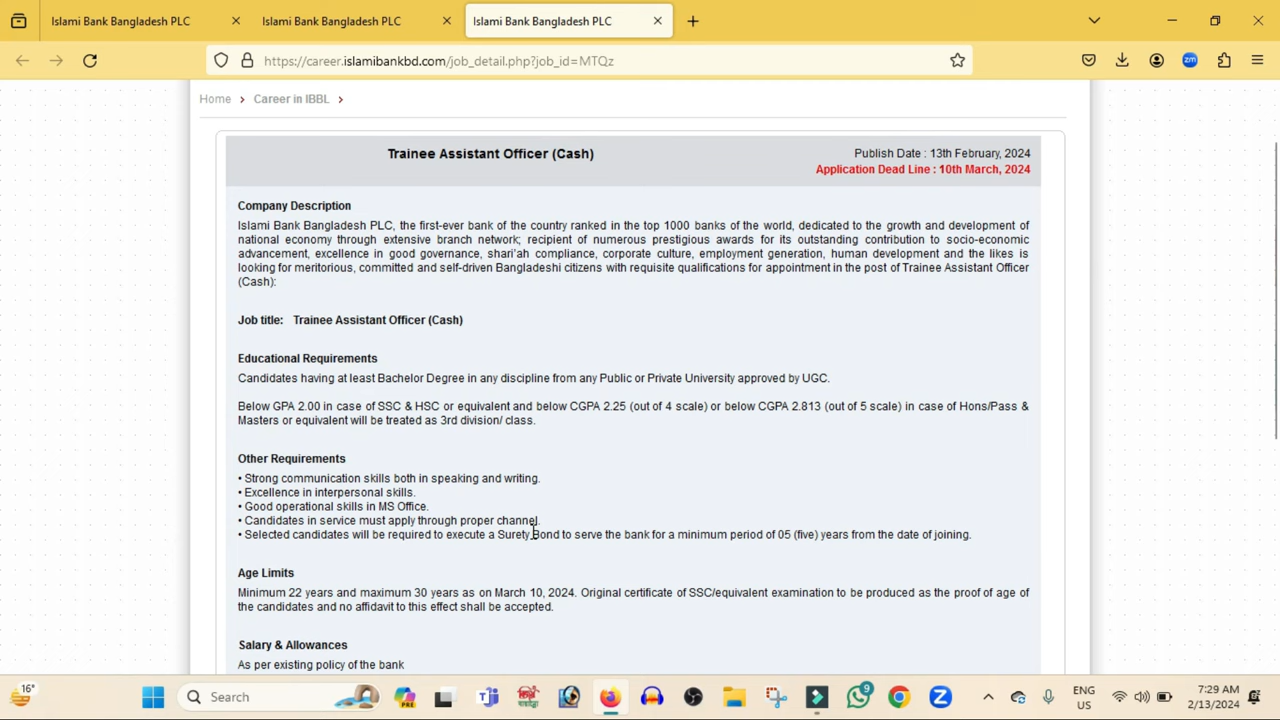 Islami Bank Bangladesh PLC
Islami Bank Bangladesh PLC
Islami Bank Bangladesh PLC
https://career.islamibankbd.com/job_detail.php?job_id=MTQz
zm
Home > Career in IBBL >
Trainee Assistant Officer (Cash)
Publish Date : 13th February, 2024
Application Dead Line : 10th March, 2024
Company Description
Islami Bank Bangladesh PLC, the first-ever bank of the country ranked in the top 1000 banks of the world, dedicated to the growth and development of
national economy through extensive branch network; recipient of numerous prestigious awards for its outstanding contribution to socio-economic
advancement, excellence in good governance, shari'ah compliance, corporate culture, employment generation, human development and the likes is
looking for meritorious, committed and self-driven Bangladeshi citizens with requisite qualifications for appointment in the post of Trainee Assistant Officer
(Cash):
Job title: Trainee Assistant Officer (Cash)
Educational Requirements
Candidates having at least Bachelor Degree in any discipline from any Public or Private University approved by UGC.
Below GPA 2.00 in case of SSC & HSC or equivalent and below CGPA 2.25 (out of 4 scale) or below CGPA 2.813 (out of 5 scale) in case of Hons/Pass &
Masters or equivalent will be treated as 3rd division/ class.
Other Requirements
• Strong communication skills both in speaking and writing.
• Excellence in interpersonal skills.
• Good operational skills in MS Office.
• Candidates in service must apply through proper channel.
• Selected candidates will be required to execute a Surety Bond to serve the bank for a minimum period of 05 (five) years from the date of joining.
Age Limits
Minimum 22 years and maximum 30 years as on March 10, 2024. Original certificate of SSC/equivalent examination to be produced as the proof of age of
the candidates and no affidavit to this effect shall be accepted.
Salary & Allowances
As per existing policy of the bank
16°
Search
PRE
9
ENG
US
7:29 AM
2/13/2024